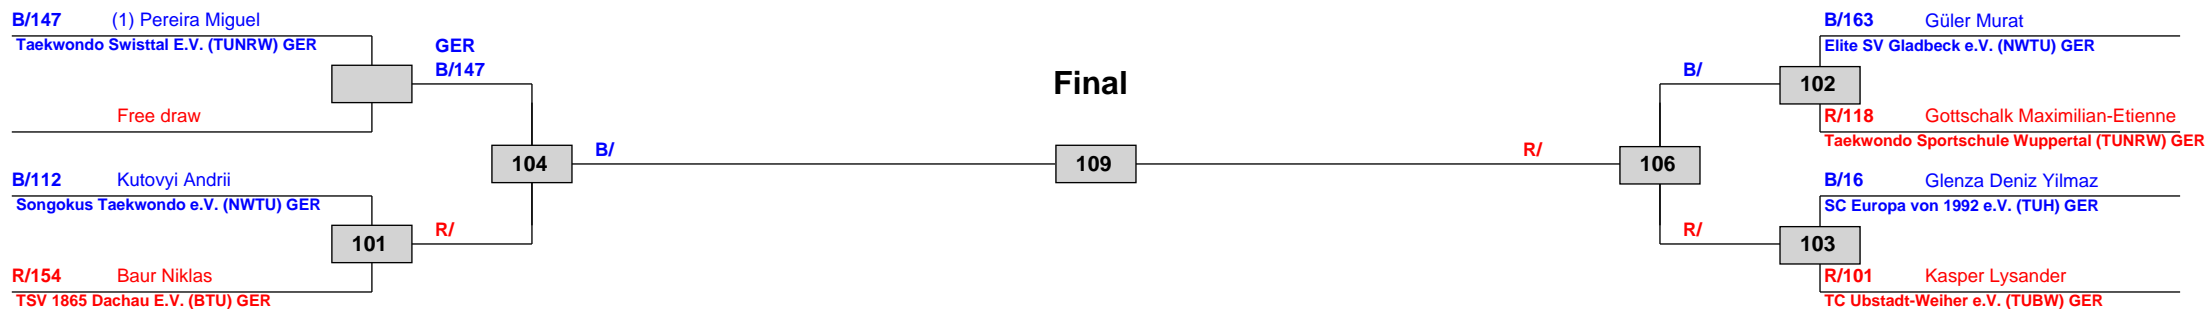 B/147 (1) Pereira Miguel
Taekwondo Swisttal E.V. (TUNRW) GER
GER
B/147
Free draw
B/112 Kutovyi Andrii
Songokus Taekwondo e.V. (NWTU) GER
101
R/
R/154 Baur Niklas
TSV 1865 Dachau E.V. (BTU) GER
104
B/
Final
109
R/
106
B/
R/
B/163 Güler Murat
Elite SV Gladbeck e.V. (NWTU) GER
102
R/118 Gottschalk Maximilian-Etienne
Taekwondo Sportschule Wuppertal (TUNRW) GER
B/16 Glenza Deniz Yilmaz
SC Europa von 1992 e.V. (TUH) GER
103
R/101 Kasper Lysander
TC Ubstadt-Weiher e.V. (TUBW) GER